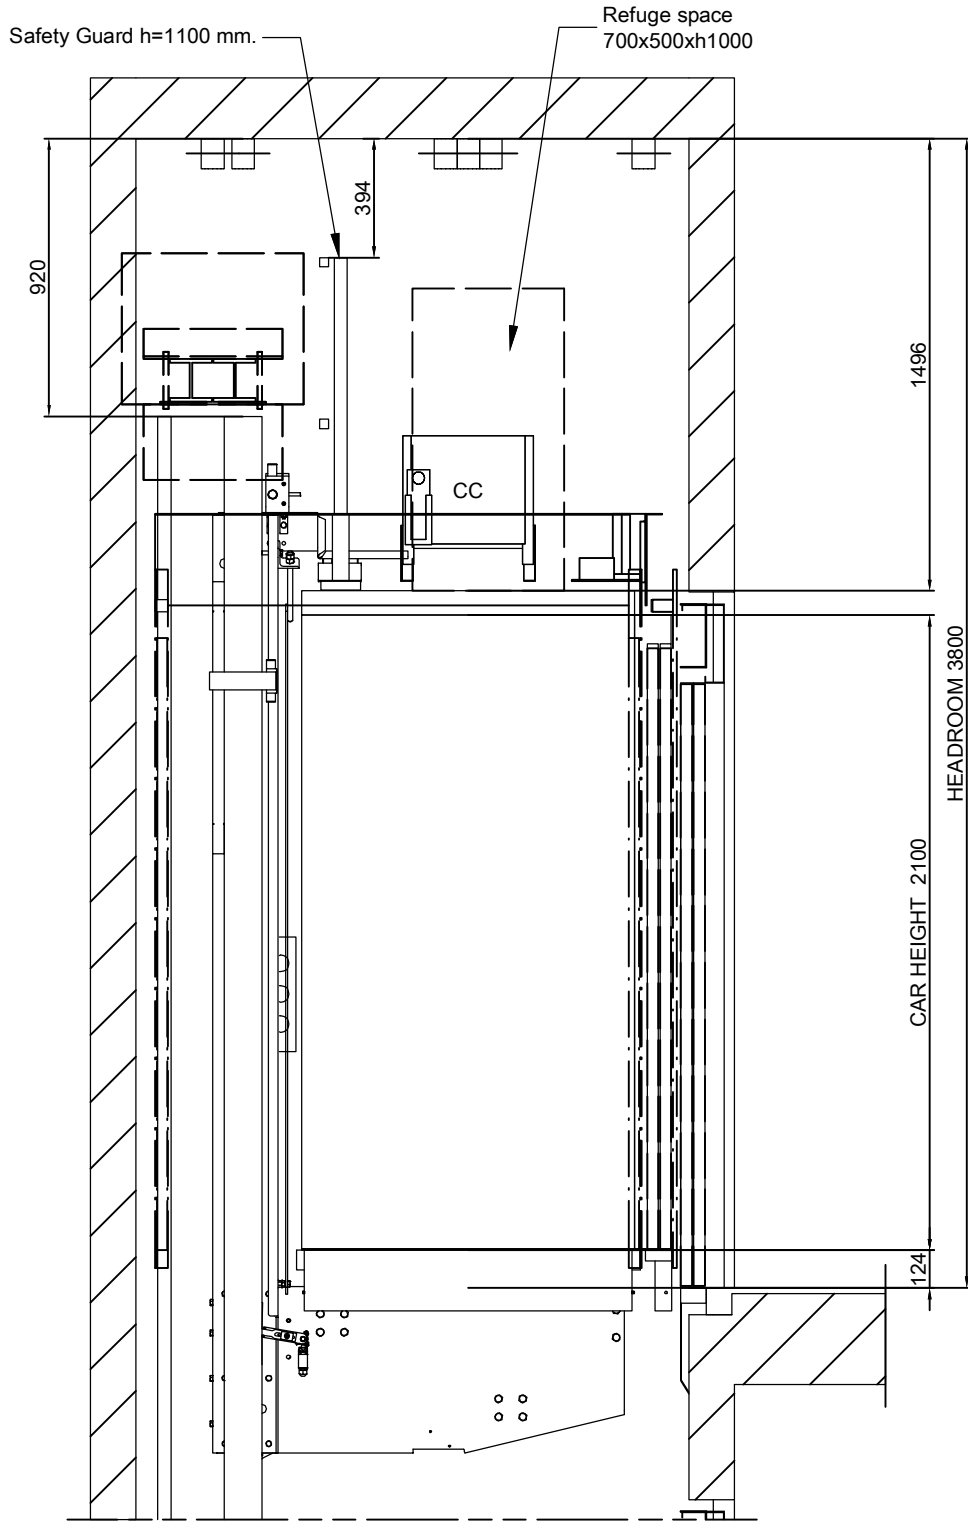 Safety Guard h=1100 mm.
Refuge space
700x500xh1000
394
920
1496
CC
HEADROOM 3800
CAR HEIGHT 2100
124